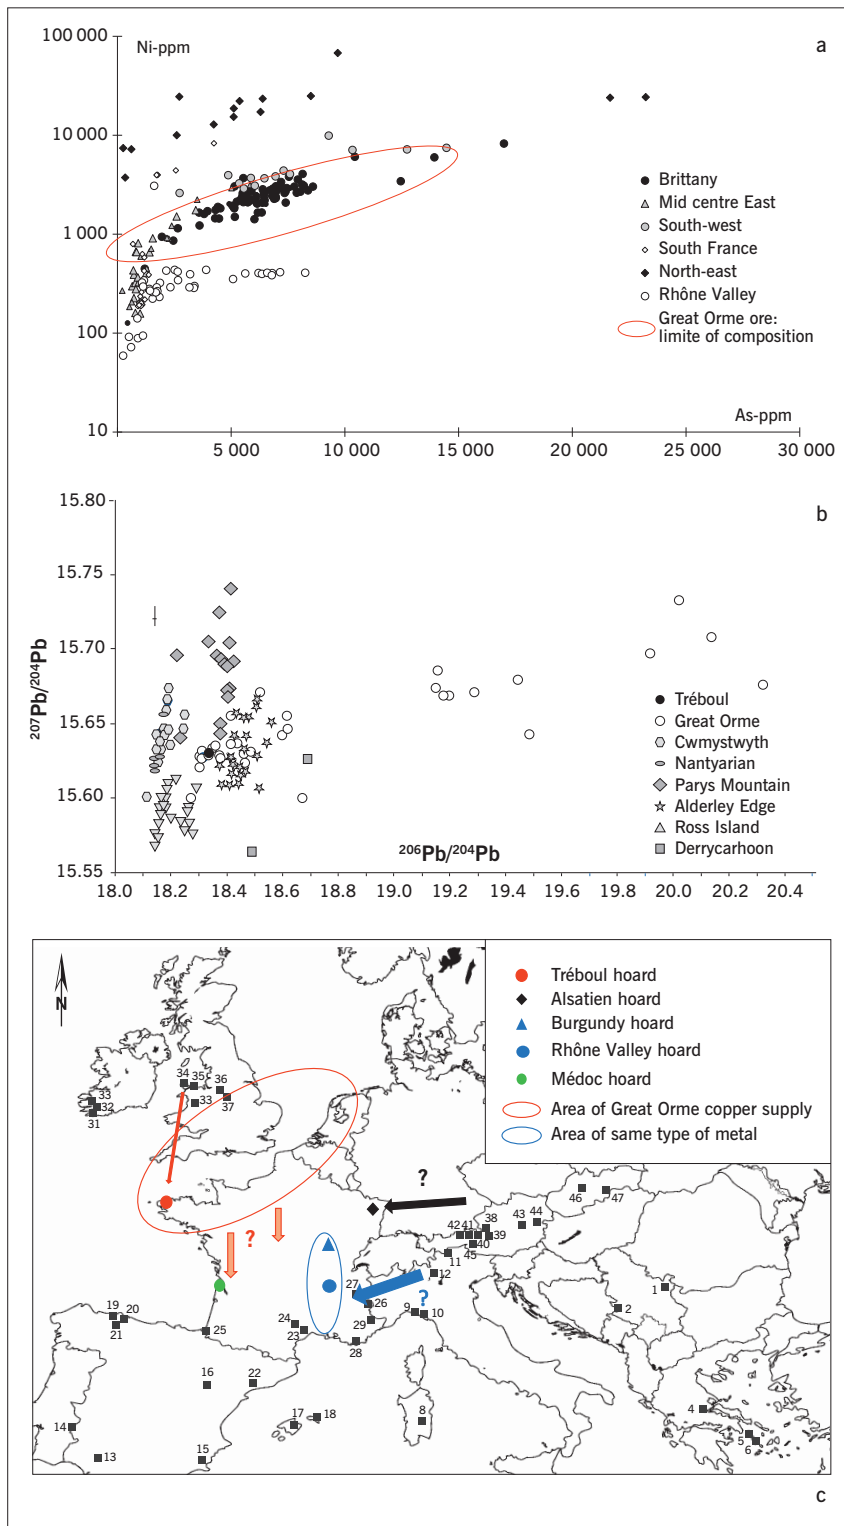 100 000
Ni-ppm
a
10 000
1 000
100
10
As-ppm
5 000
10 000
15 000
20 000
25 000
30 000
Brittany
Mid centre East
South-west
South France
North-east
Rhône Valley
Great Orme ore:
limite of composition
b
15.80
15.75
15.70
15.65
15.60
15.55
207Pb/204Pb
206Pb/204Pb
18.0
18.2
18.4
18.6
18.8
19.0
19.2
19.4
19.6
19.8
20.0
20.2
20.4
Tréboul
Great Orme
Cwmystwyth
Nantyarian
Parys Mountain
Alderley Edge
Ross Island
Derrycarhoon
N
Tréboul hoard
Alsatien hoard
Burgundy hoard
Rhône Valley hoard
Médoc hoard
Area of Great Orme copper supply
Area of same type of metal
34
35
36
33
37
33
32
31
?
46
47
?
42
41
38
39
40
45
43
44
11
12
27
26
?
29
28
9
10
1
2
19
20
21
25
24
23
16
22
17
18
8
4
5
6
14
13
15
c